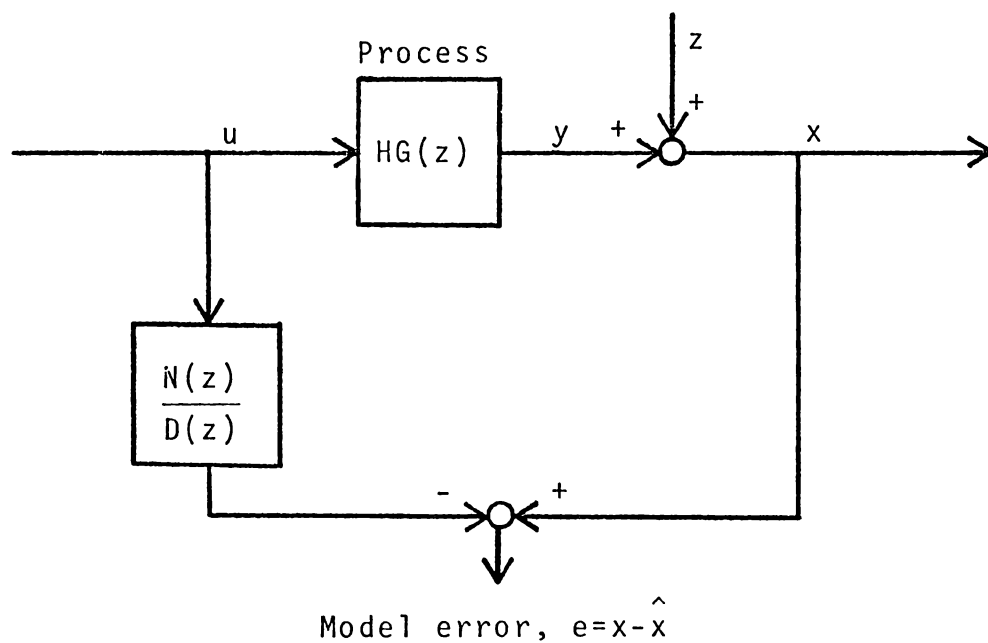 z
Process
+
u
HG(z)
y
+
x
N(z)
D(z)
-
+
Model error, e=x-x̂